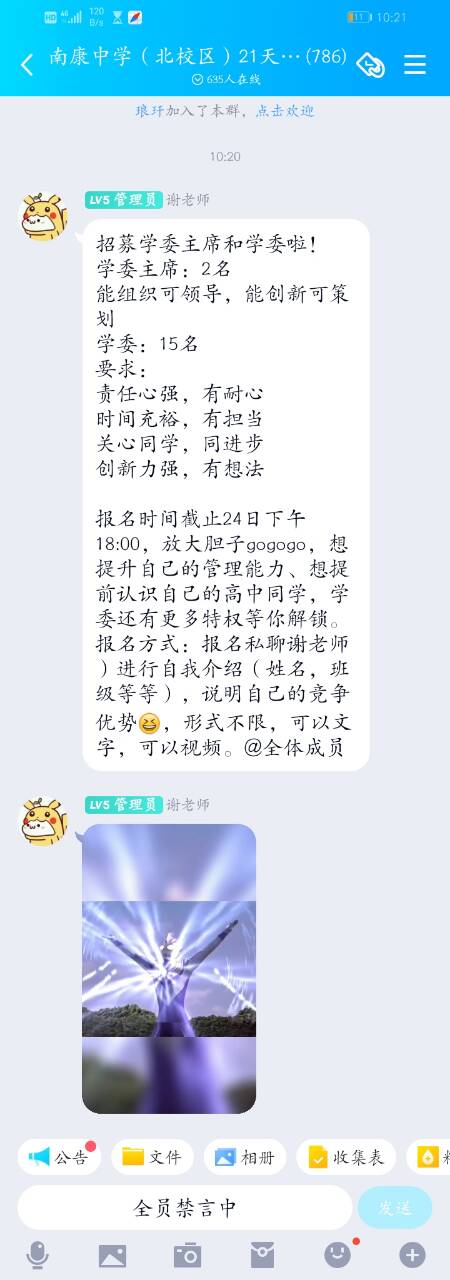 HD 4G 120 B/s 11 10:21
南康中学（北校区）21天…(786)
635人在线
琅玕加入了本群，点击欢迎
10:20
LV5 管理员 谢老师
招募学委主席和学委啦！
学委主席：2名
能组织可领导，能创新可策
划
学委：15名
要求：
责任心强，有耐心
时间充裕，有担当
关心同学，同进步
创新力强，有想法
报名时间截止24日下午
18:00，放大胆子gogogo，想
提升自己的管理能力、想提
前认识自己的高中同学，学
委还有更多特权等你解锁。
报名方式：报名私聊谢老师
）进行自我介绍（姓名，班
级等等），说明自己的竞争
优势😆，形式不限，可以文
字，可以视频。@全体成员
LV5 管理员 谢老师
公告 文件 相册 收集表
全员禁言中 发送